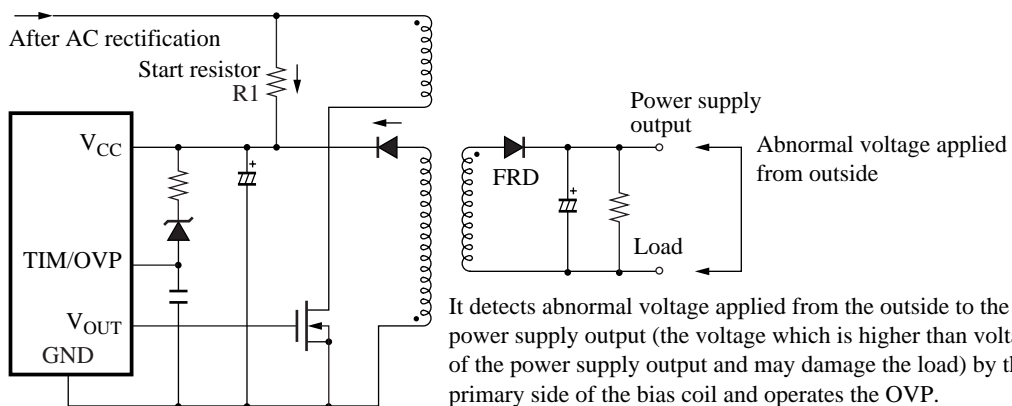 After AC rectification
Start resistor
R1
Power supply
output
VCC
Abnormal voltage applied
from outside
FRD
TIM/OVP
Load
VOUT
GND
It detects abnormal voltage applied from the outside to the
power supply output (the voltage which is higher than
of the power supply output and may damage the load) by
primary side of the bias coil and operates the OVP.